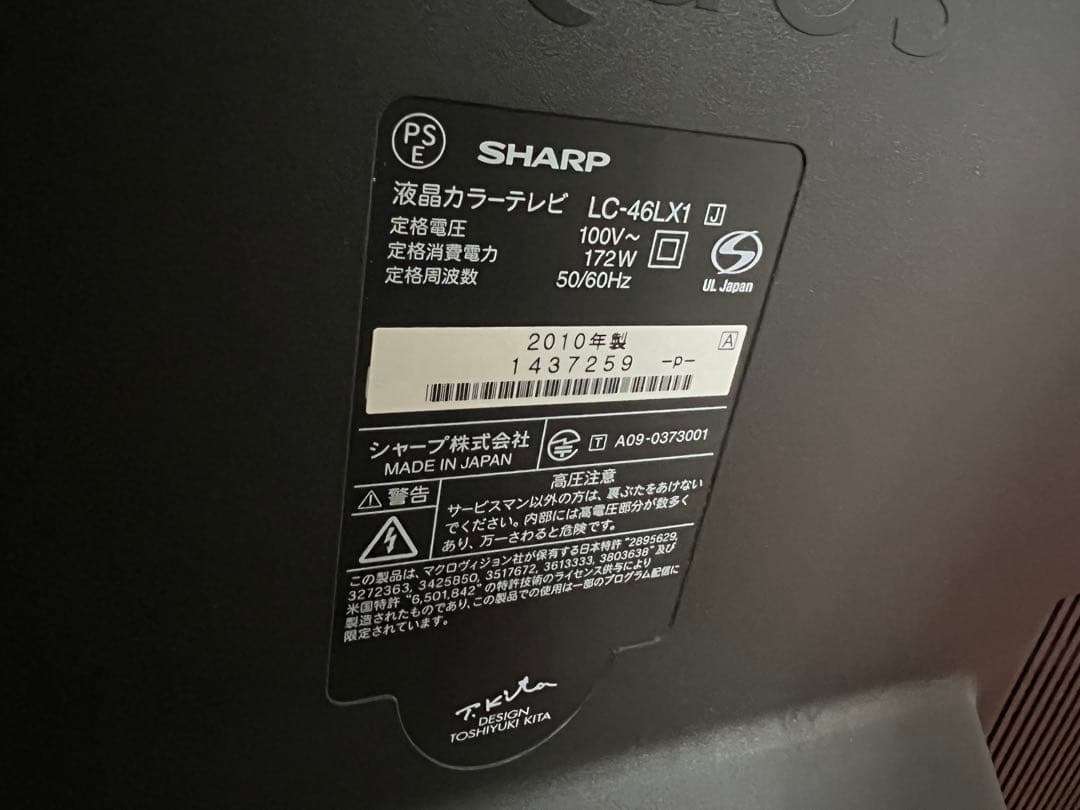 PS
E
SHARP
液晶カラーテレビ LC-46LX1 J
定格電圧 100V~
定格消費電力 172W
定格周波数 50/60Hz
S
UL Japan
2010年製 A
1437259 -P-
シャープ株式会社
MADE IN JAPAN
T A09-0373001
警告
高圧注意
サービスマン以外の方は、裏ぶたをあけない
でください。内部には高電圧部分が数多く
あり、万一さわると危険です。
この製品は、マクロヴィジョン社が保有する日本特許"2895629,
3272363, 3425850, 3517672, 3613333, 3803638"及び
米国特許"6,501,842"の特許技術のライセンス供与により
製造されたものであり、この製品での使用は一部のプログラム配信に
限定されています。
T. Kita
DESIGN
TOSHIYUKI KITA